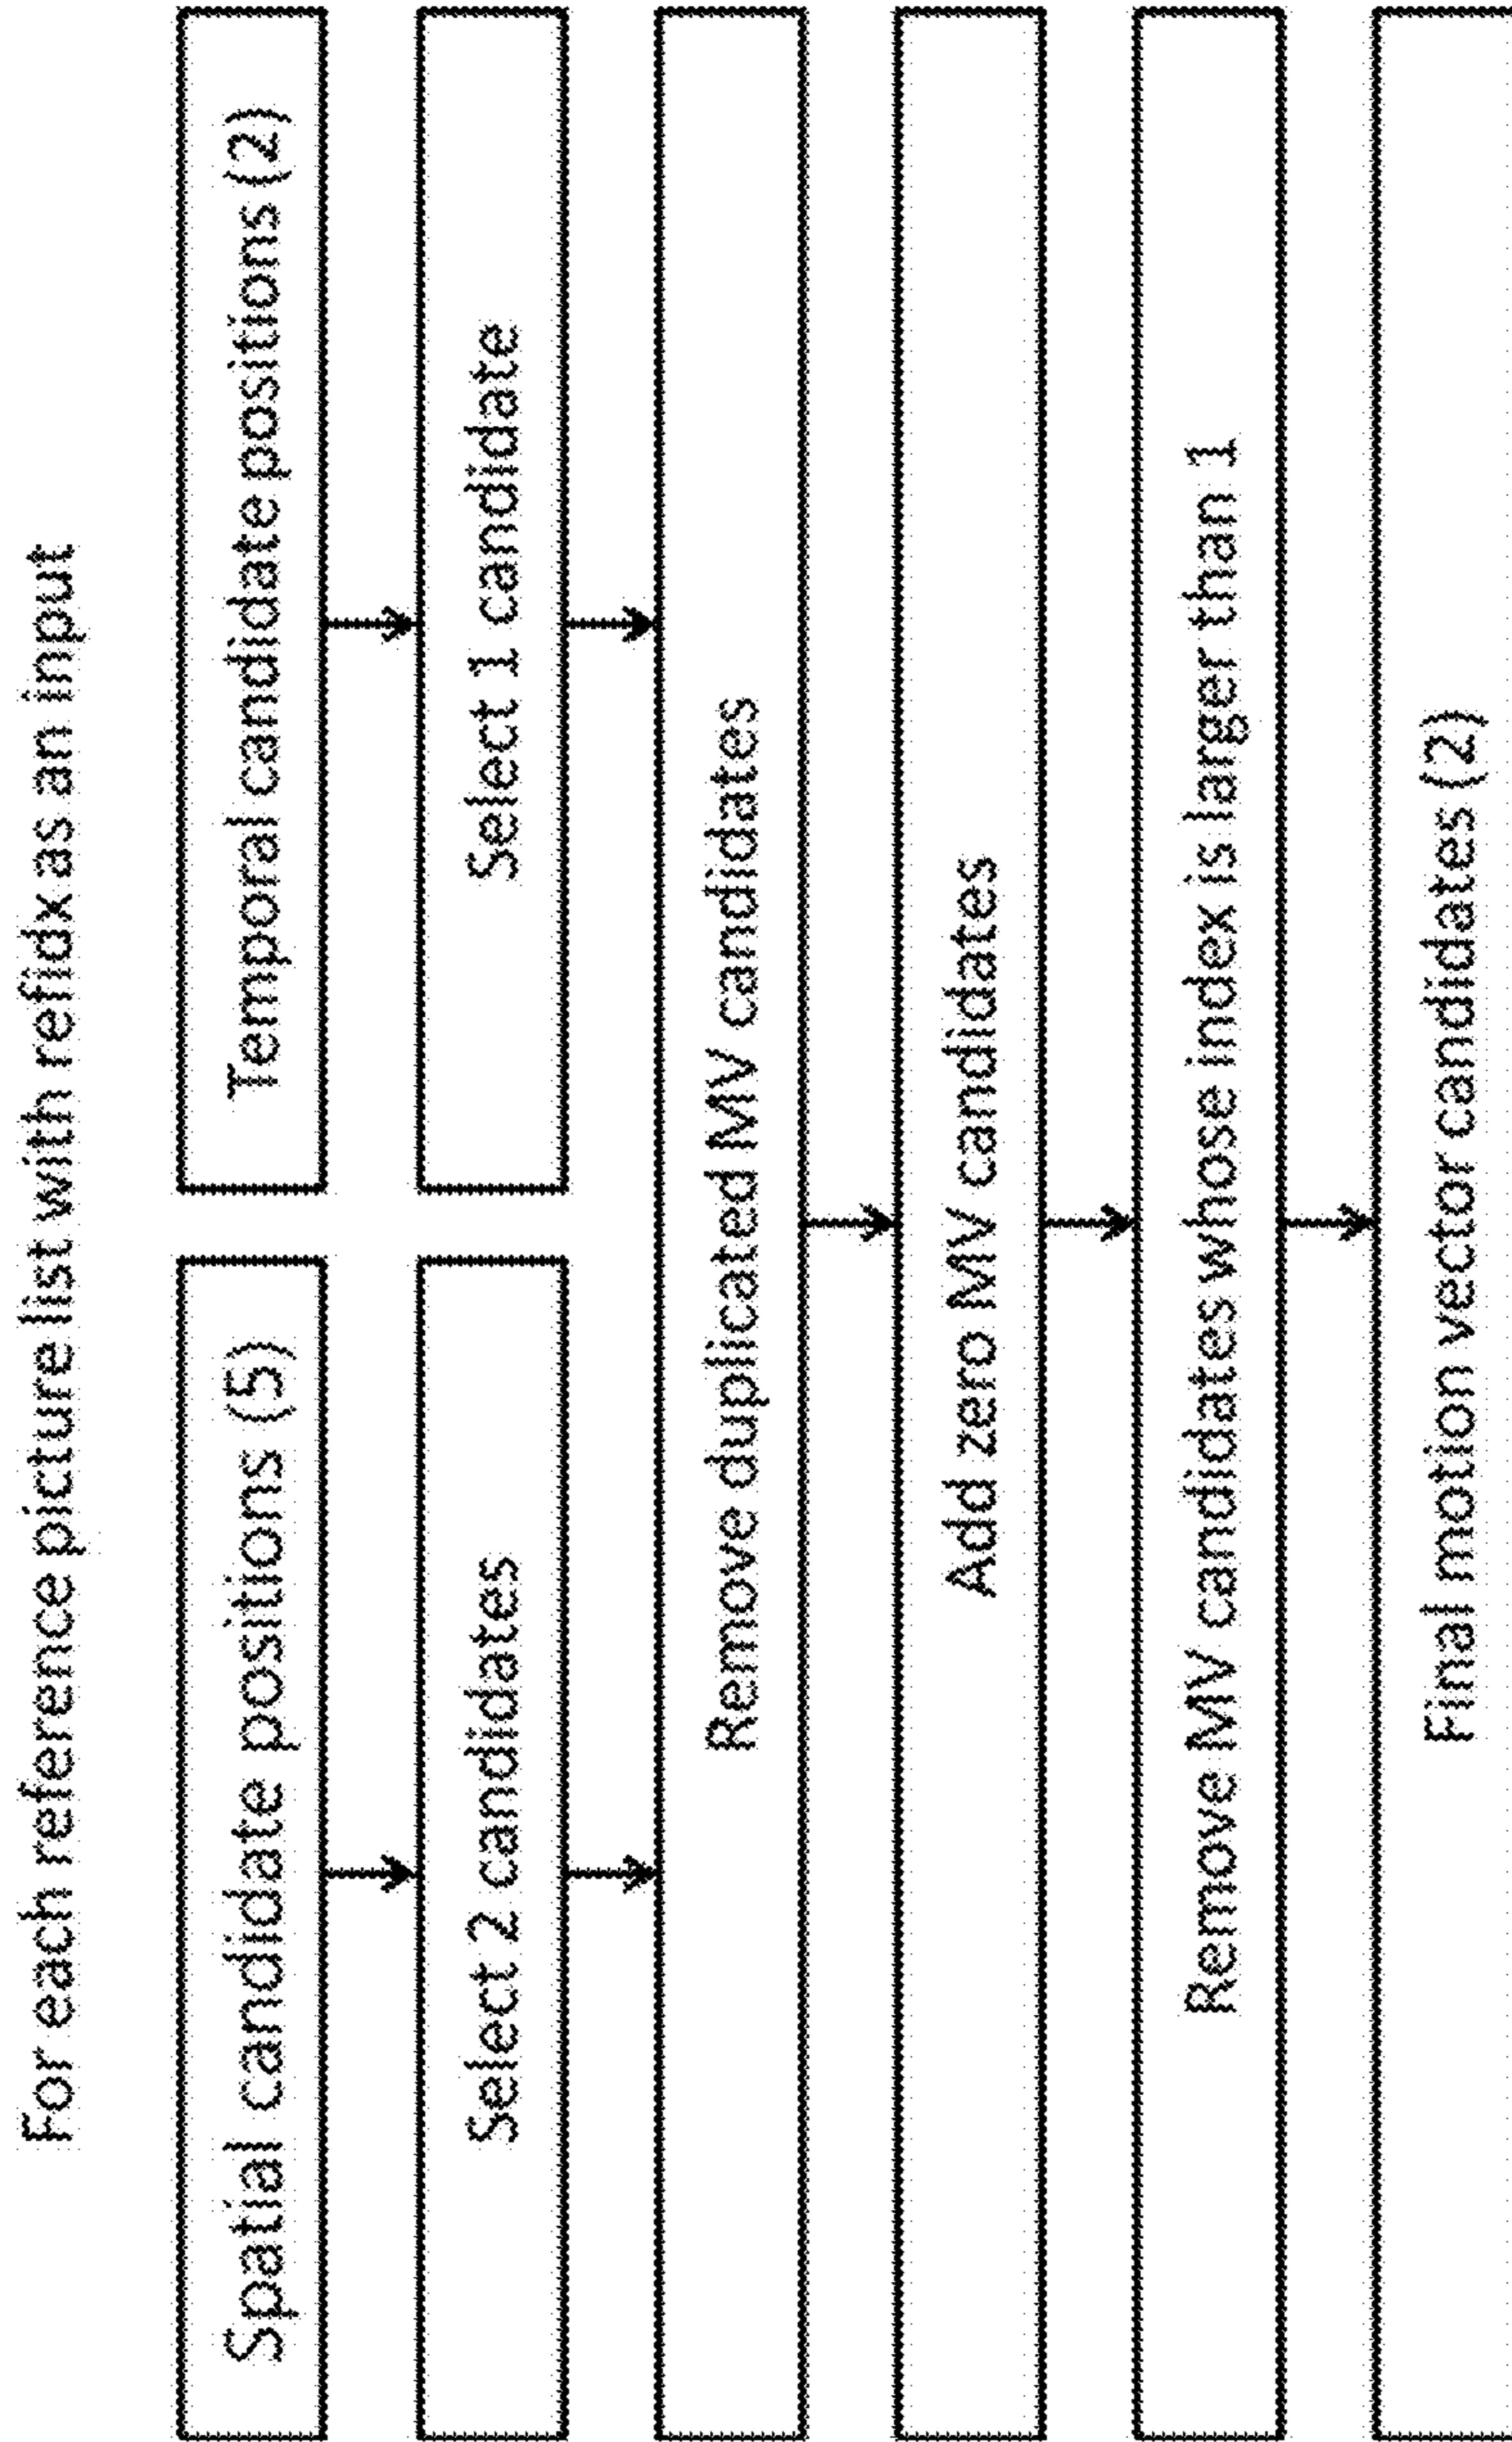 For each reference picture list with refidx as an input
Spatial candidate positions (5)
Temporal candidate positions (2)
Select 2 candidates
Select 1 candidate
Remove duplicated MV candidates
Add zero MV candidates
Remove MV candidates whose index is larger than 1
Final motion vector candidates (2)